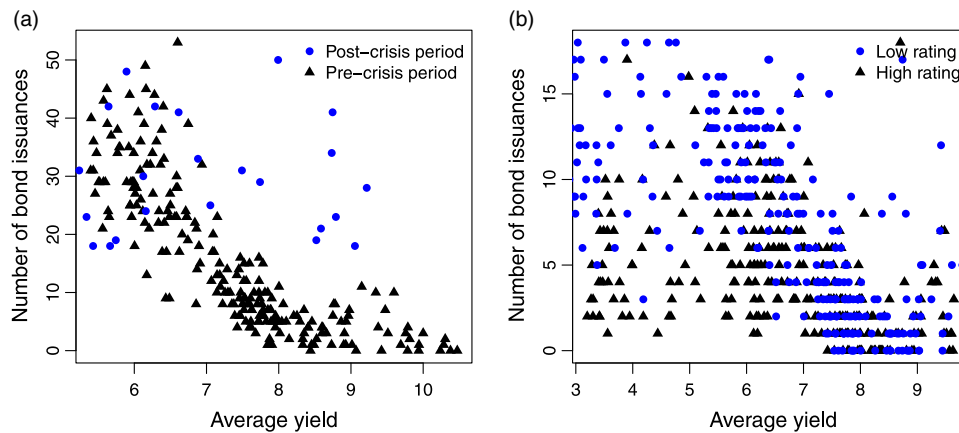 (a)
Number of bond issuances
50
40
30
20
10
0
6
7
8
9
10
Average yield
Post−crisis period
Pre−crisis period
(b)
Number of bond issuances
15
10
5
0
3
4
5
6
7
8
9
Average yield
Low rating
High rating